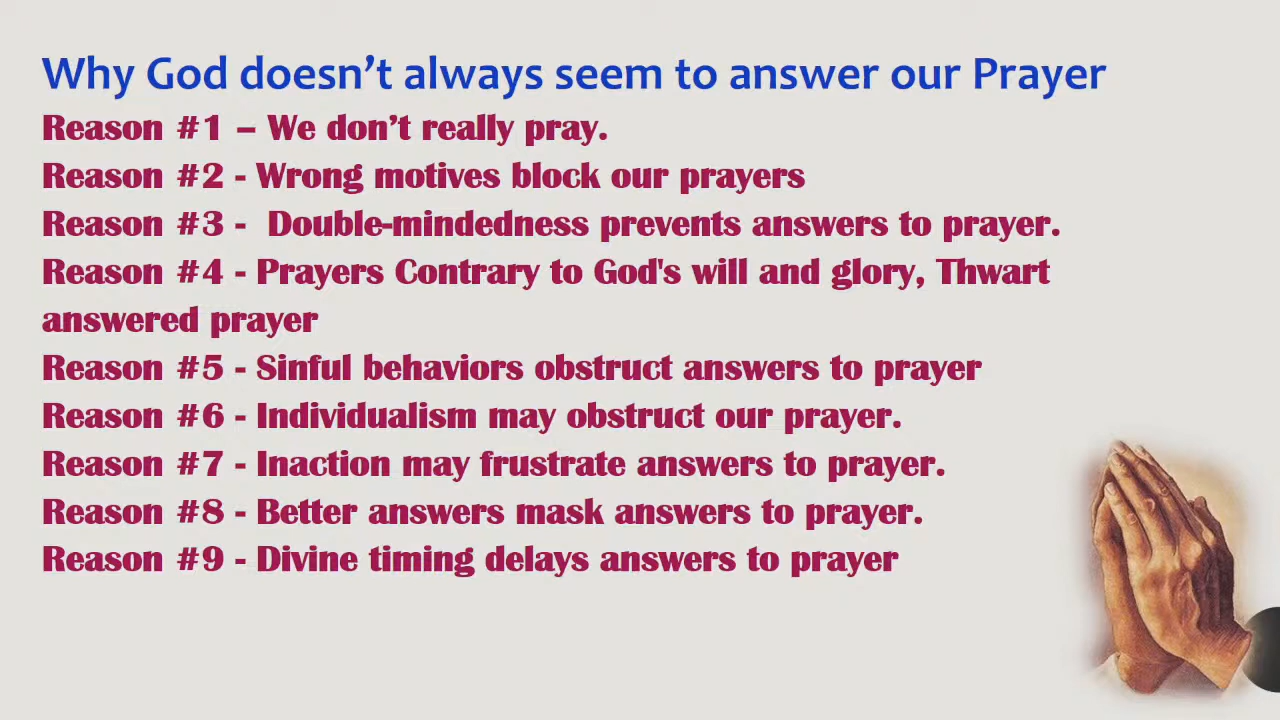 Why God doesn’t always seem to answer our Prayer
Reason #1 – We don’t really pray.
Reason #2 - Wrong motives block our prayers
Reason #3 -  Double-mindedness prevents answers to prayer.
Reason #4 - Prayers Contrary to God's will and glory, Thwart
answered prayer
Reason #5 - Sinful behaviors obstruct answers to prayer
Reason #6 - Individualism may obstruct our prayer.
Reason #7 - Inaction may frustrate answers to prayer.
Reason #8 - Better answers mask answers to prayer.
Reason #9 - Divine timing delays answers to prayer